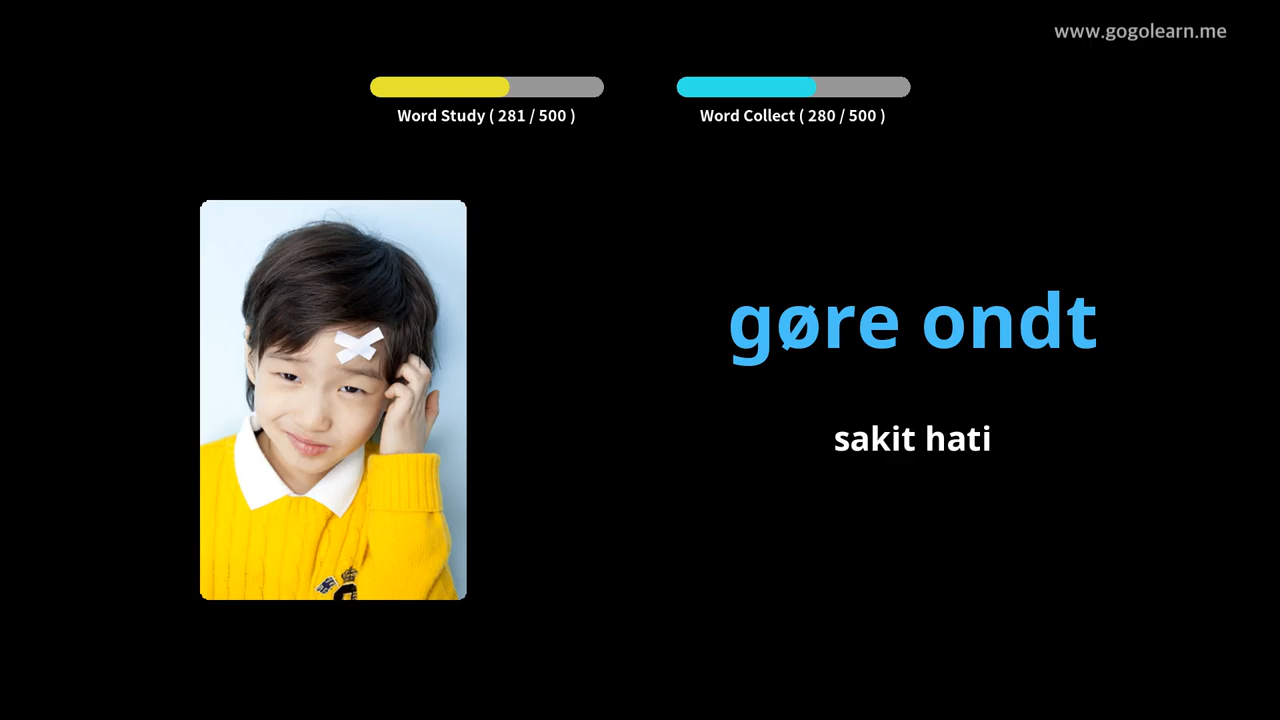 www.gogolearn.me
Word Study ( 281 / 500 )
Word Collect ( 280 / 500 )
gøre ondt
sakit hati